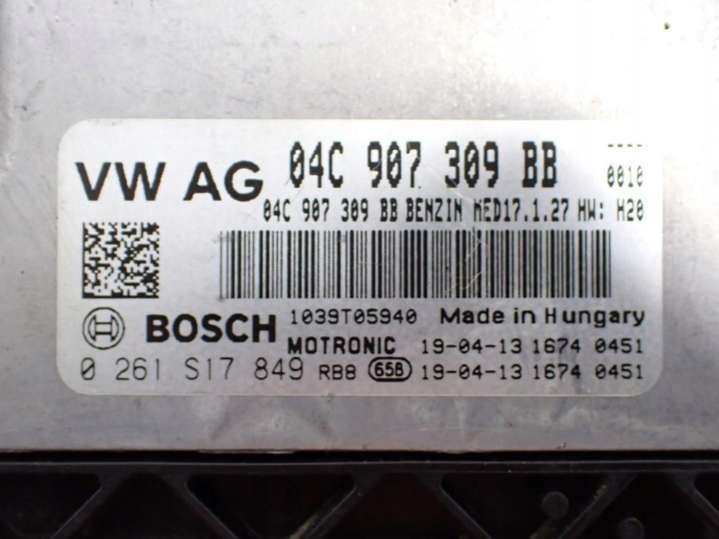 VW AG 04C 907 309 BB
---- 0010
04C 907 309 BB BENZIN MED17.1.27 HW: H20
1039T05940 Made in Hungary
BOSCH
MOTRONIC 19-04-13 1674 0451
0 261 S17 849 RB8 658 19-04-13 1674 0451